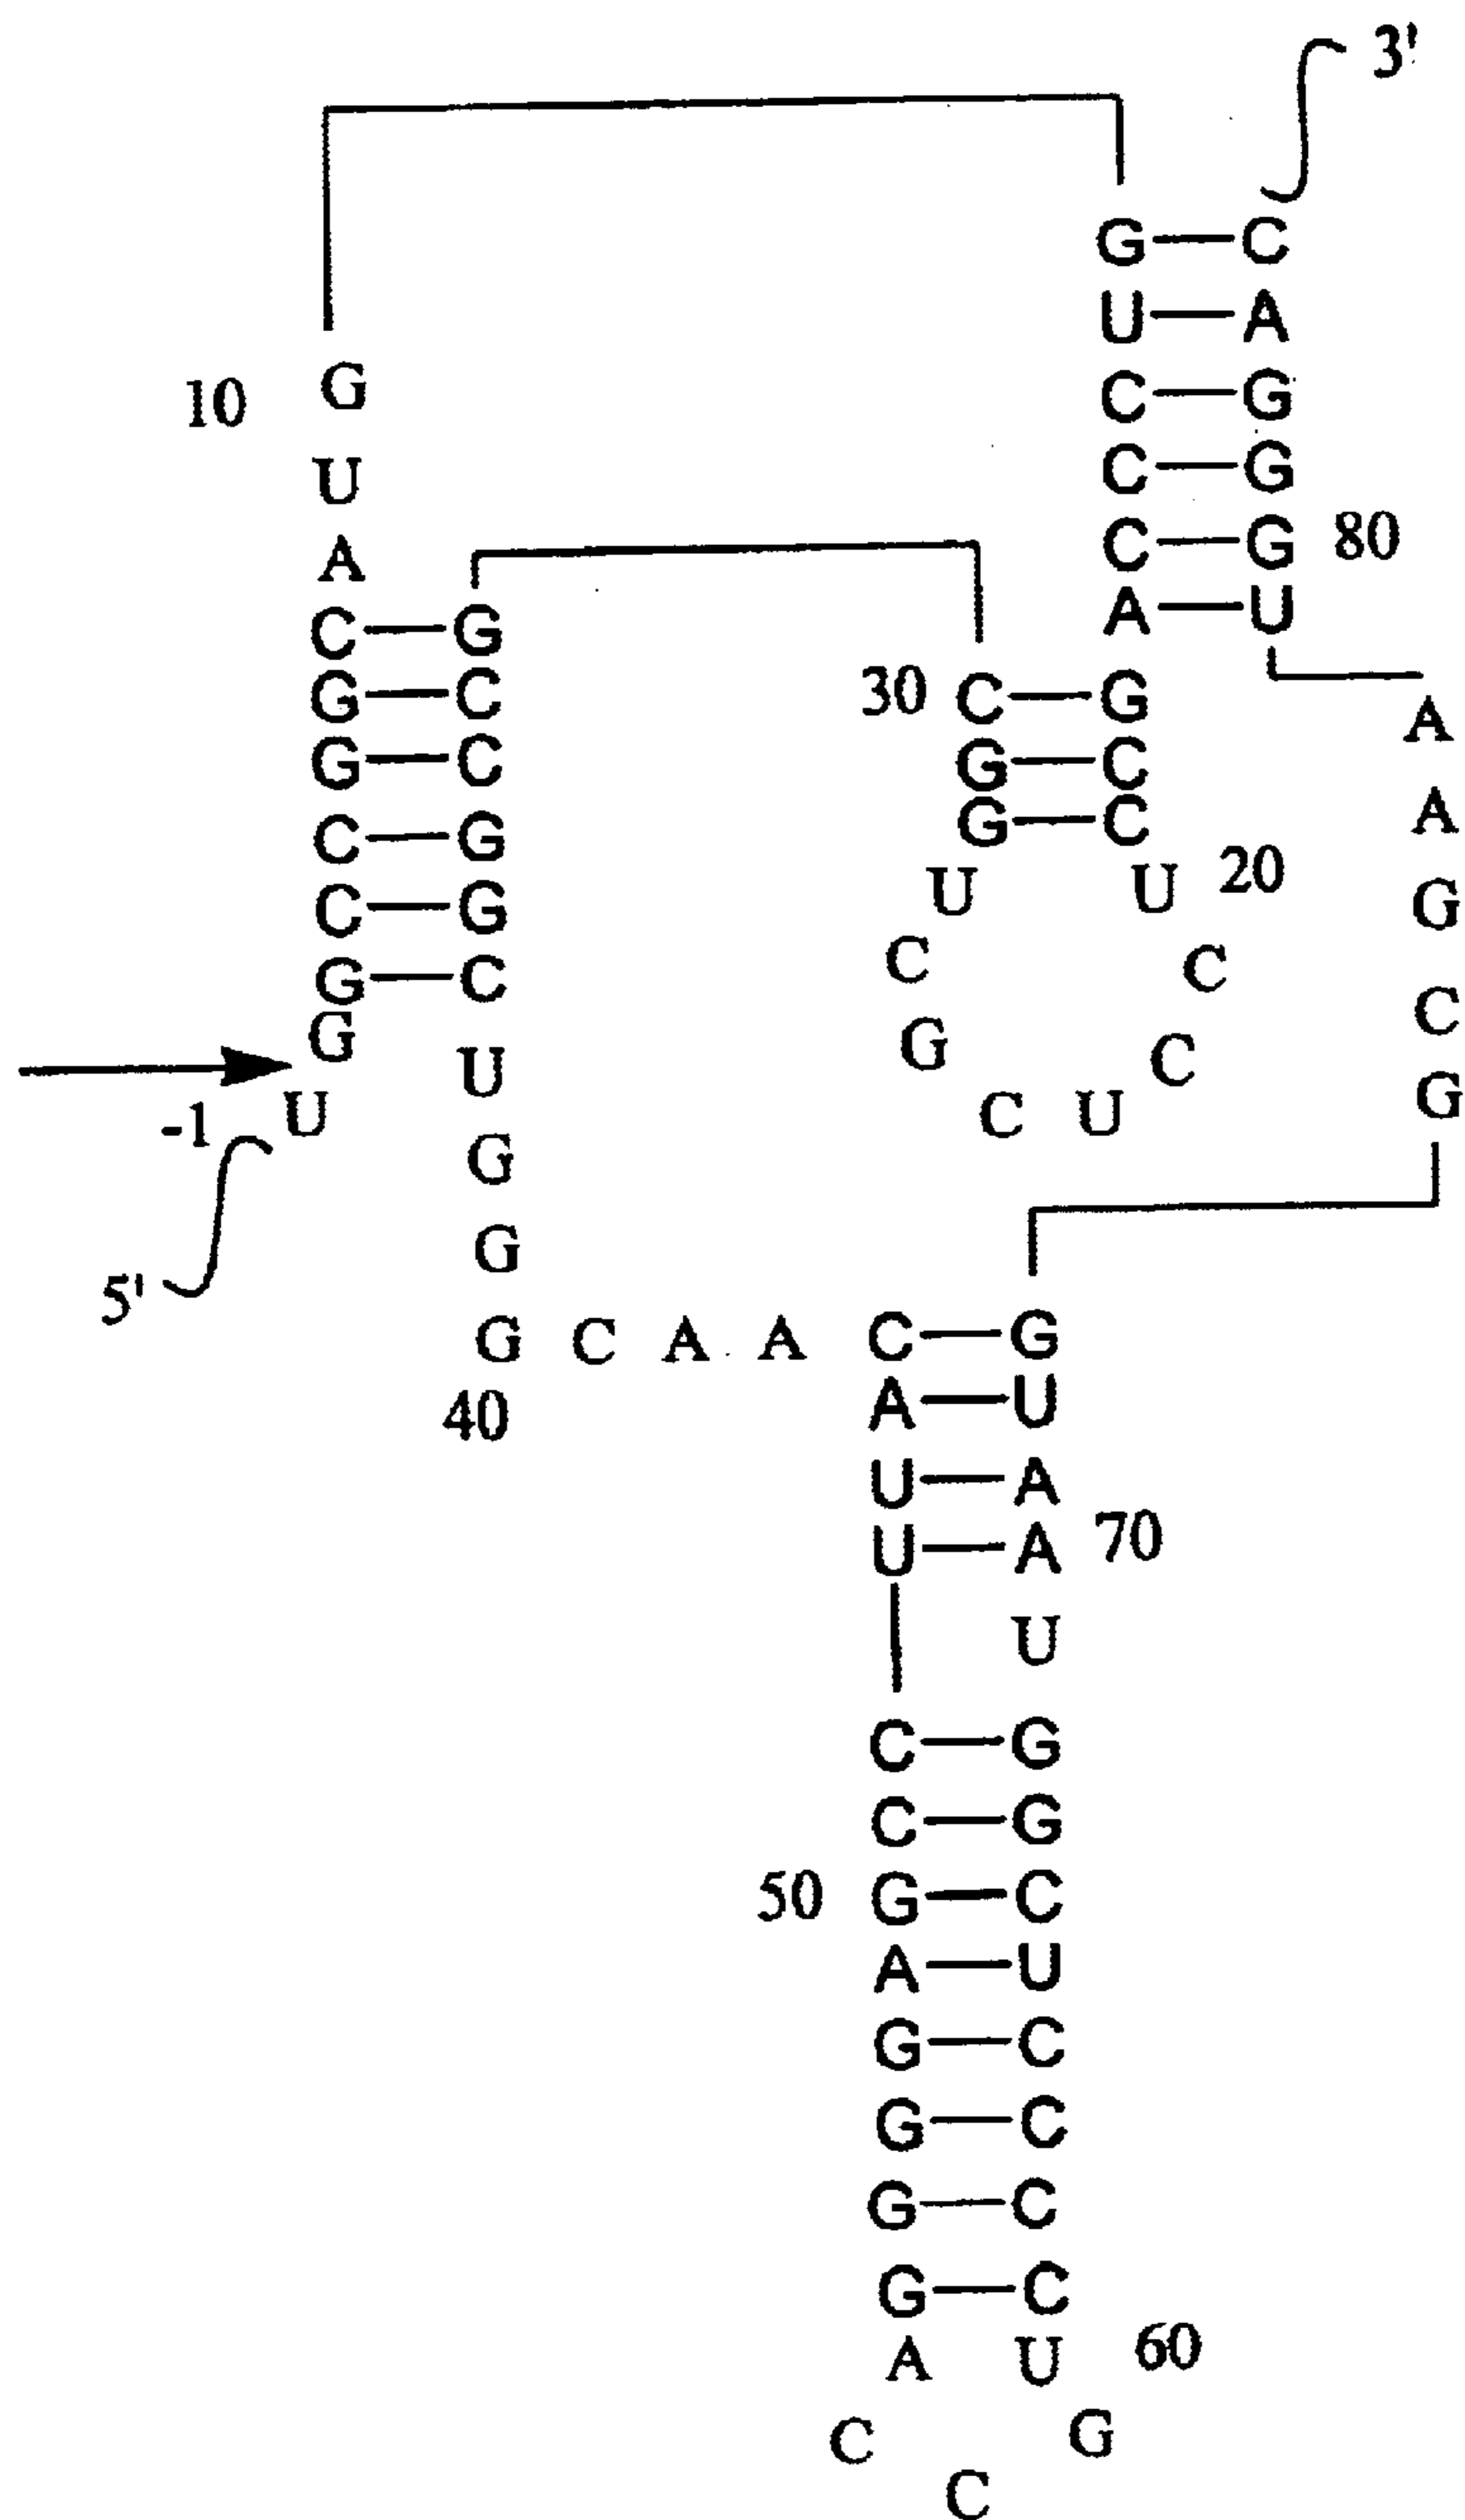 3'
G C
U A
10 G C G
U C G
A C G 80
C G A U
G C 30 C G A
G C G C
G C A
C G U U 20
C G G
G C C C
G C
U G C G
-1 U C U
G
5' G
G C A A C G
40 A U
U A
U A 70
U
C G
C G
50 G C
A U
G C
G C
G C
G C
A U 60
C G
C